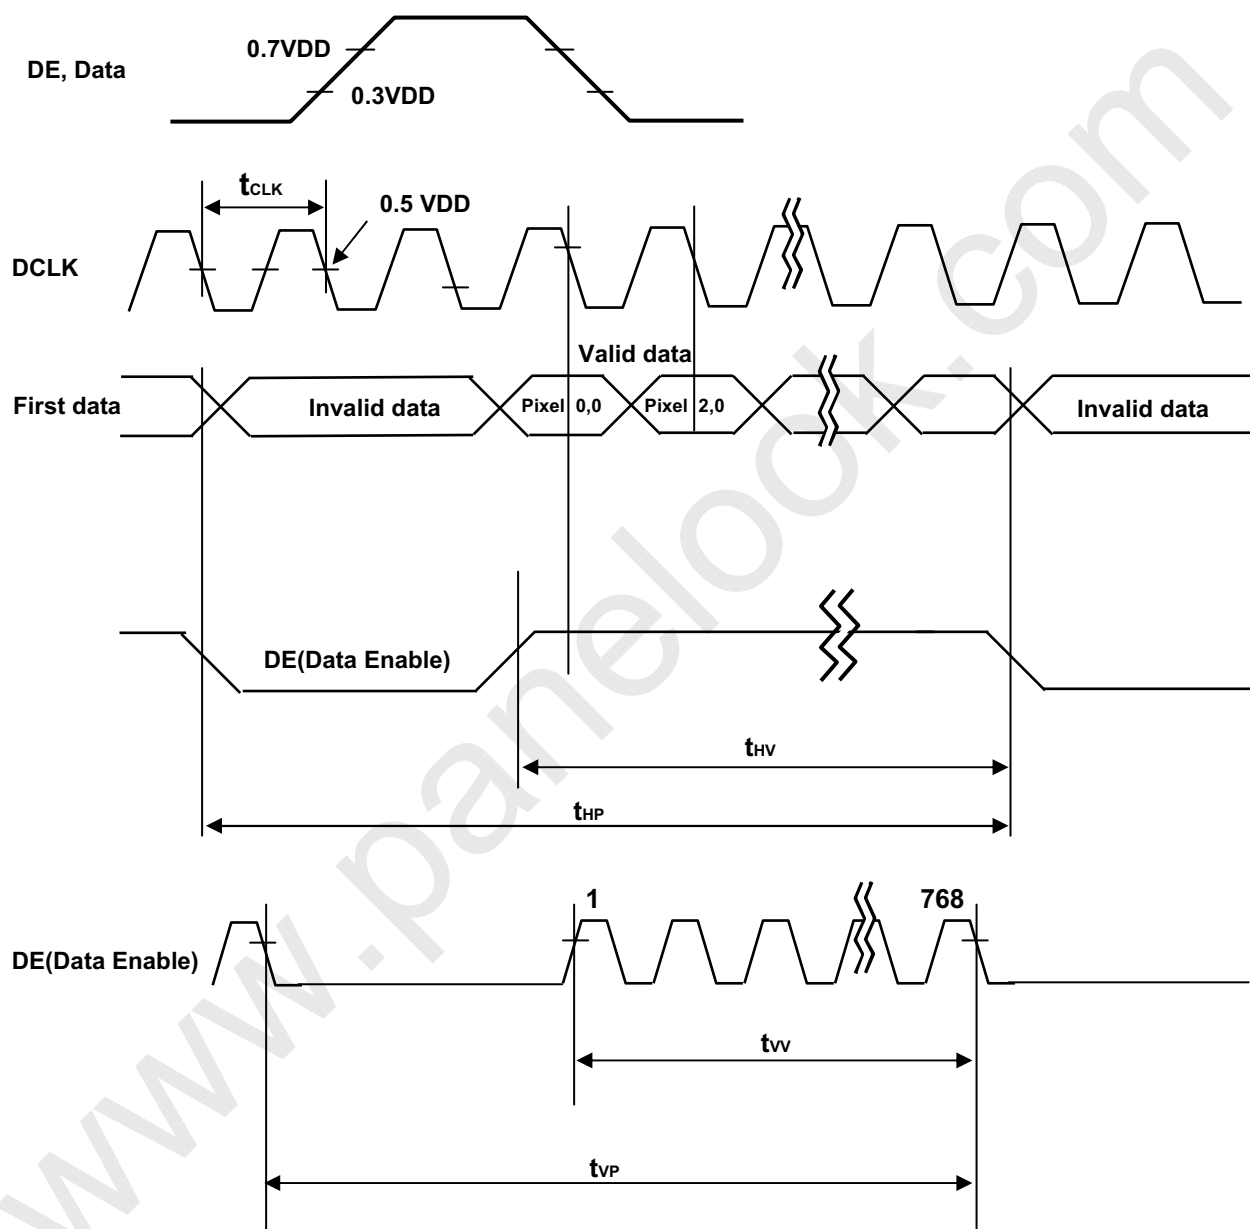 0.7VDD
DE, Data
0.3VDD
tCLK
0.5 VDD
DCLK
Valid data
First data
Invalid data
Pixel 0,0
Pixel 2,0
Invalid data
DE(Data Enable)
tHV
tHP
1
768
DE(Data Enable)
tVV
tVP
www.panelook.com